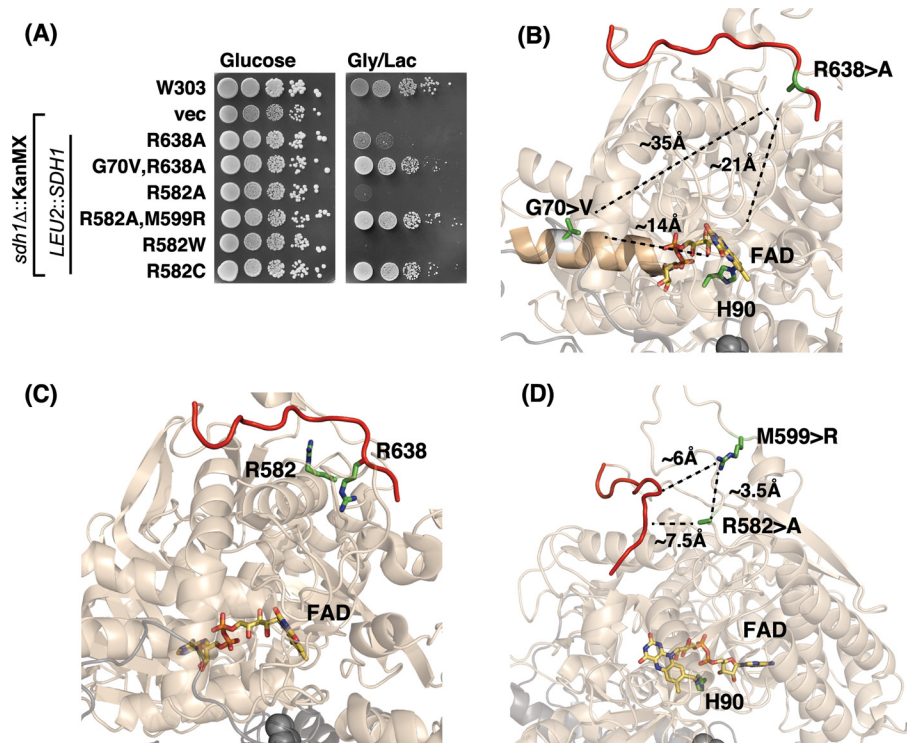 (A)
Glucose
Gly/Lac
sdh1Δ::KanMX
LEU2::SDH1
W303
vec
R638A
G70V,R638A
R582A
R582A,M599R
R582W
R582C
(B)
R638>A
~35Å
~21Å
G70>V
~14Å
FAD
H90
(C)
R582
R638
FAD
(D)
M599>R
~6Å
~3.5Å
R582>A
~7.5Å
FAD
H90